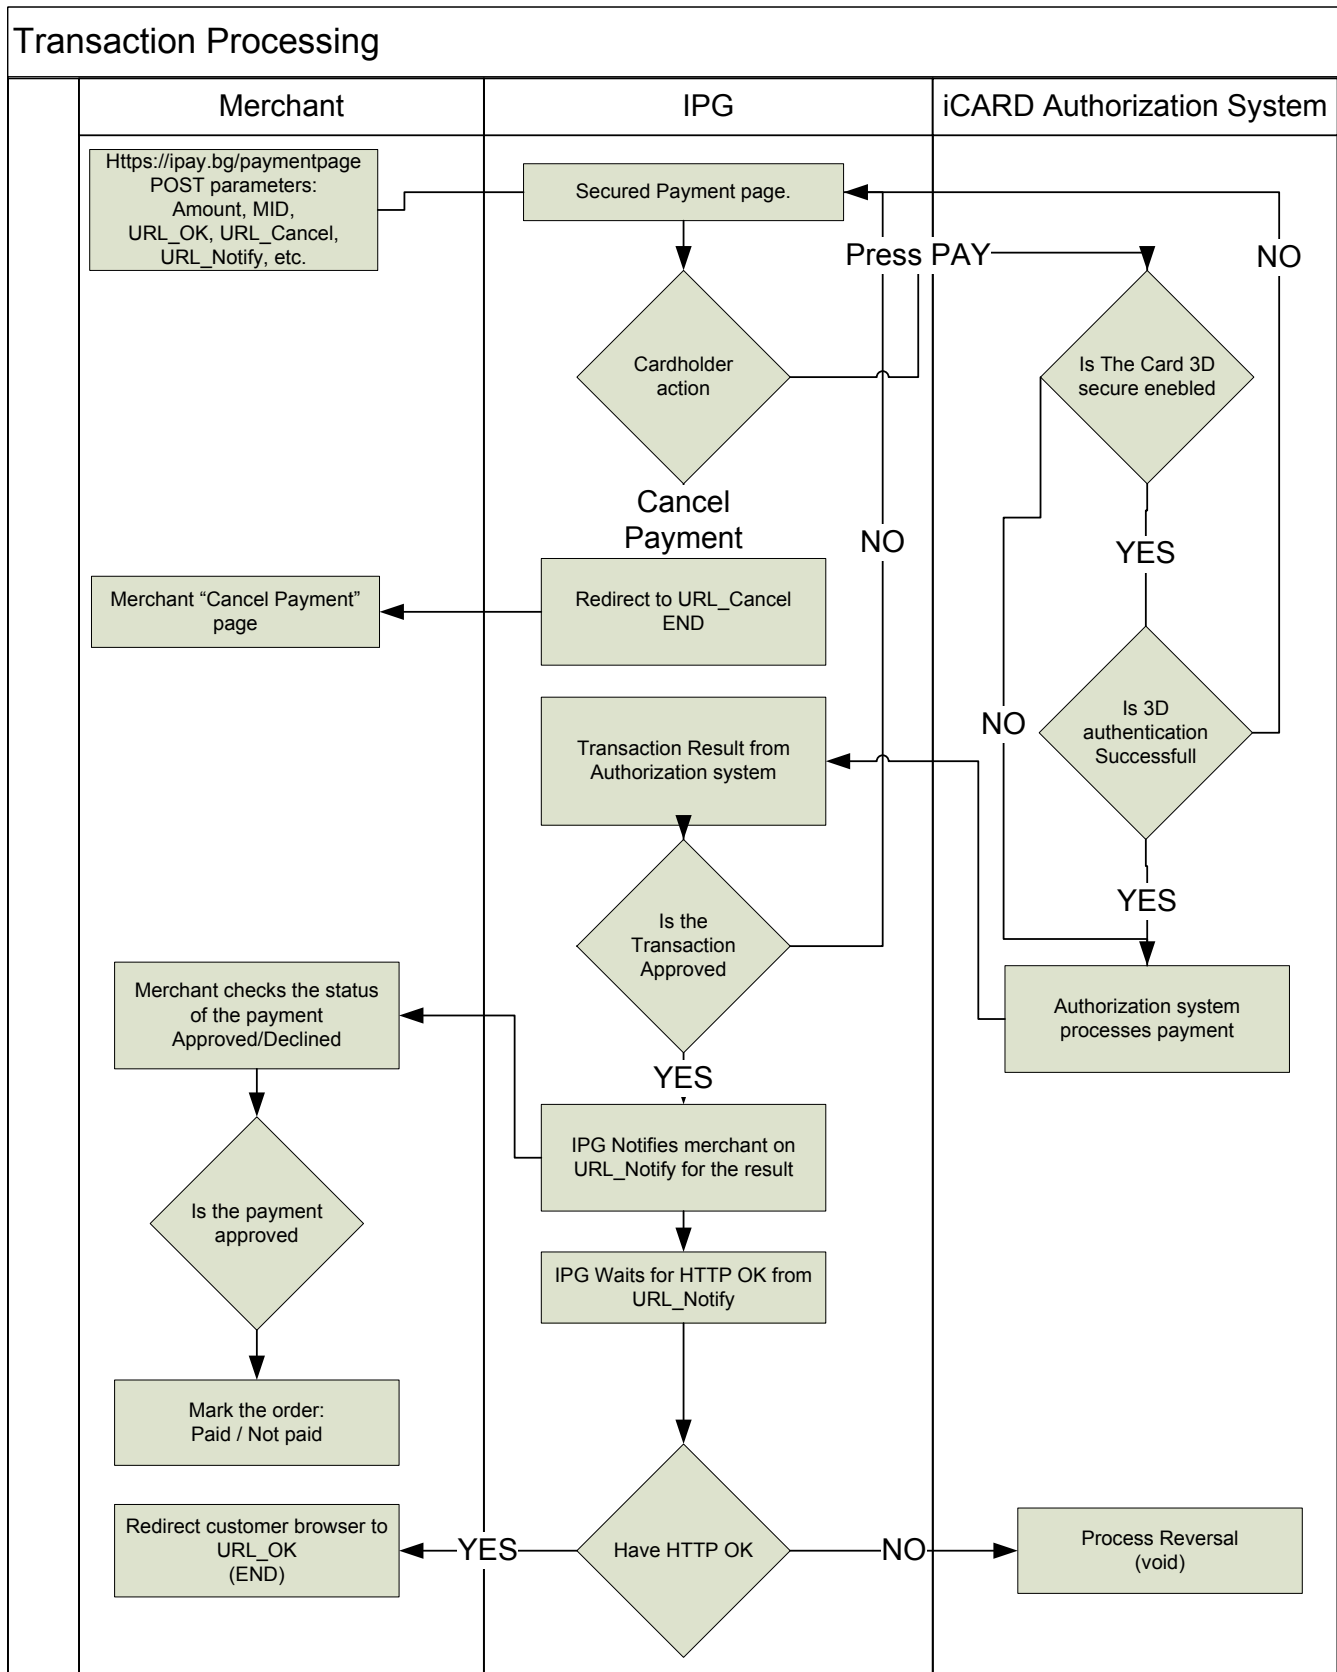 Transaction Processing
Merchant
IPG
iCARD Authorization System
Https://ipay.bg/paymentpage
POST parameters:
Amount, MID,
URL_OK, URL_Cancel,
URL_Notify, etc.
Secured Payment page.
Press PAY
NO
Cardholder
action
Is The Card 3D
secure enebled
Cancel
Payment
NO
YES
Merchant “Cancel Payment”
page
Redirect to URL_Cancel
END
Transaction Result from
Authorization system
NO
Is 3D
authentication
Successfull
YES
Is the
Transaction
Approved
Merchant checks the status
of the payment
Approved/Declined
Authorization system
processes payment
YES
IPG Notifies merchant on
URL_Notify for the result
Is the payment
approved
IPG Waits for HTTP OK from
URL_Notify
Mark the order:
Paid / Not paid
Redirect customer browser to
URL_OK
(END)
YES
Have HTTP OK
NO
Process Reversal
(void)